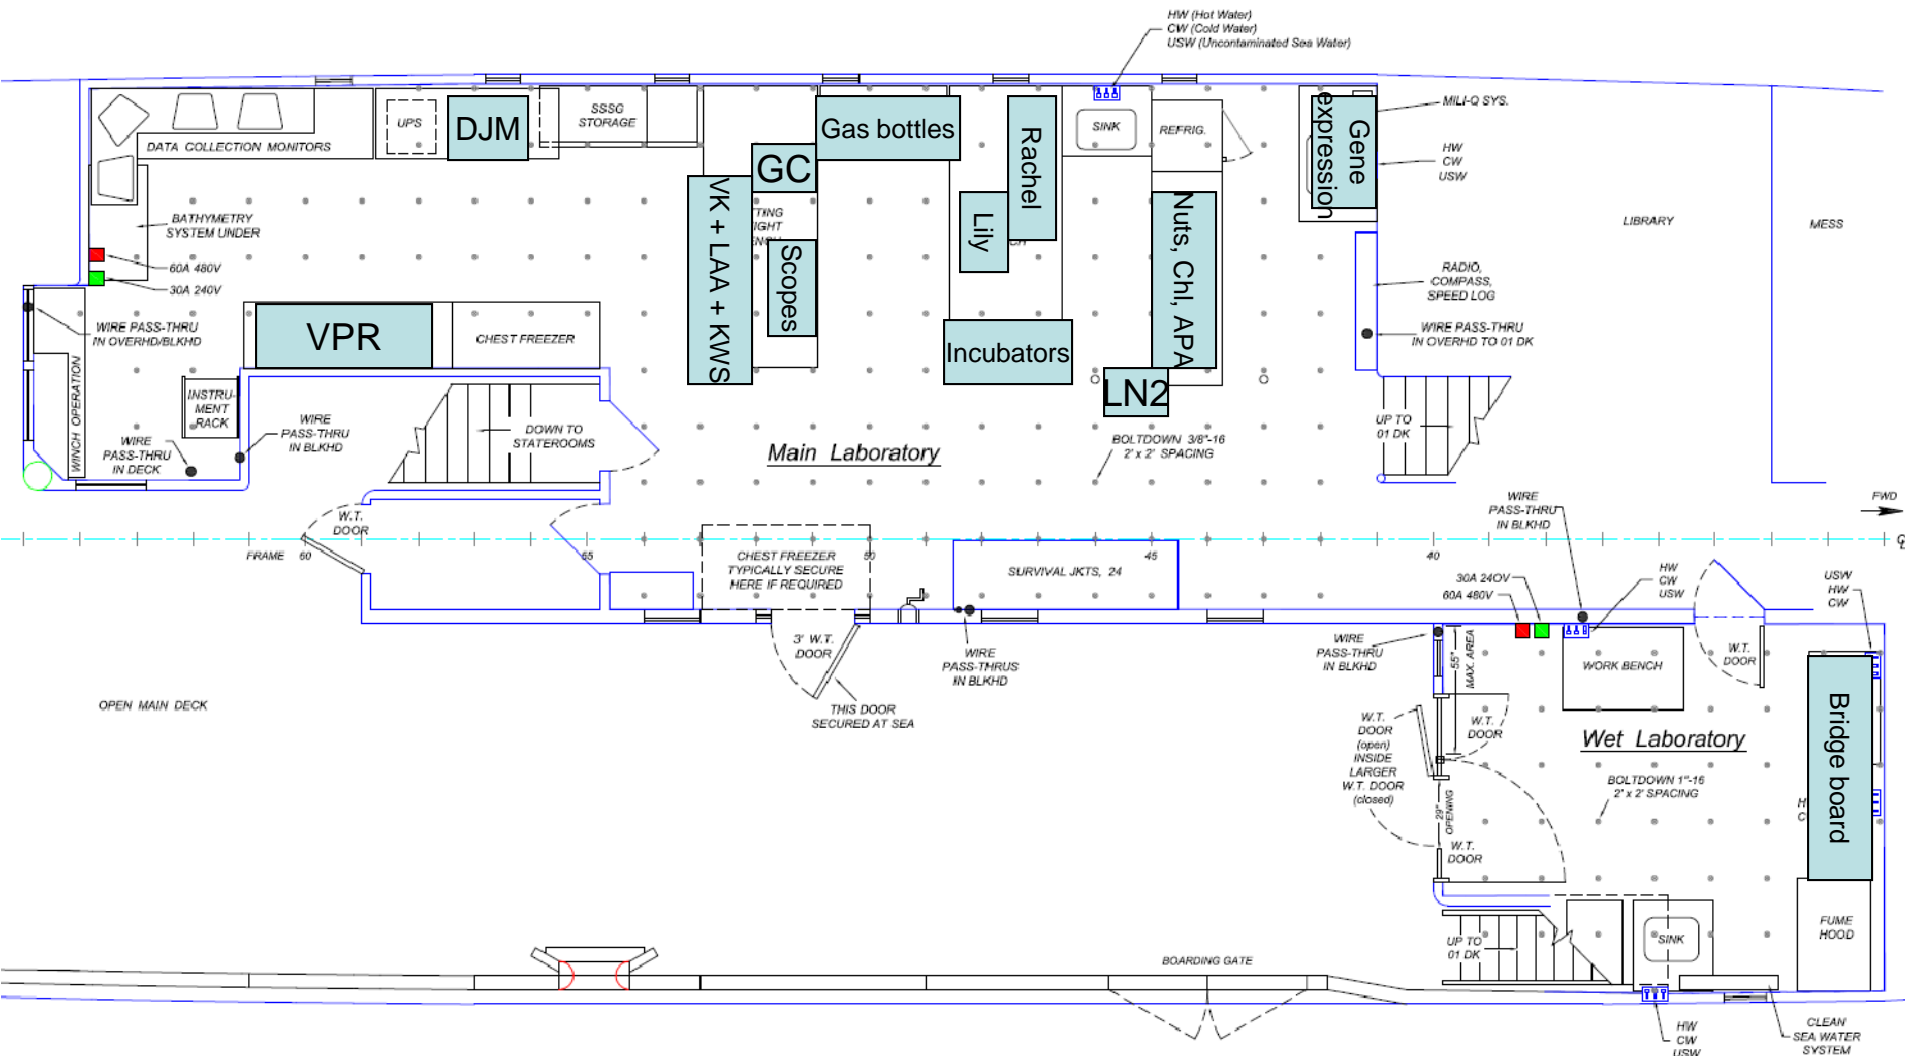 HW (Hot Water)
CW (Cold Water)
USW (Uncontaminated Sea Water)
UPS
DJM
SSSG
STORAGE
DATA COLLECTION MONITORS
GC
Gas bottles
Rachel
SINK
REFRIG.
Gene
expression
MILI-Q SYS.
HW
CW
USW
LIBRARY
MESS
BATHYMETRY
SYSTEM UNDER
60A 480V
30A 240V
VK + LAA + KWS
Scopes
Lily
Nuts, Chl, APA
RADIO,
COMPASS,
SPEED LOG
WIRE PASS-THRU
IN OVERHD/BLKHD
VPR
CHEST FREEZER
Incubators
LN2
WIRE PASS-THRU
IN OVERHD TO 01 DK
WINCH OPERATION
INSTRU-
MENT
RACK
WIRE
PASS-THRU
IN BLKHD
WIRE
PASS-THRU
IN DECK
DOWN TO
STATEROOMS
Main Laboratory
BOLTDOWN 3/8"-16
2' x 2' SPACING
UP TO
01 DK
WIRE
PASS-THRU
IN BLKHD
FWD
W.T.
DOOR
FRAME
60
55
50
45
40
CHEST FREEZER
TYPICALLY SECURE
HERE IF REQUIRED
SURVIVAL JKTS, 24
30A 240V
60A 480V
HW
CW
USW
USW
HW
CW
3' W.T.
DOOR
WIRE
PASS-THRUS
IN BLKHD
THIS DOOR
SECURED AT SEA
OPEN MAIN DECK
WIRE
PASS-THRU
IN BLKHD
55"
MAX. AREA
WORK BENCH
W.T.
DOOR
W.T.
DOOR
(open)
INSIDE
LARGER
W.T. DOOR
(closed)
W.T.
DOOR
Wet Laboratory
BOLTDOWN 1"-16
2" x 2' SPACING
Bridge board
29"
OPENING
W.T.
DOOR
UP TO
01 DK
SINK
FUME
HOOD
BOARDING GATE
HW
CW
USW
CLEAN
SEA WATER
SYSTEM